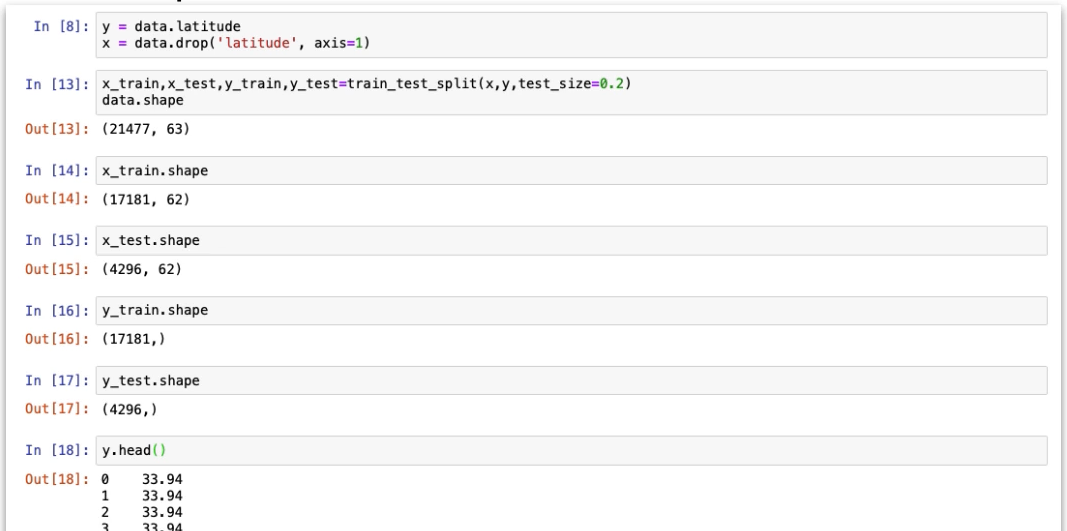 In [8]: y = data.latitude
x = data.drop('latitude', axis=1)
In [13]: x_train,x_test,y_train,y_test=train_test_split(x,y,test_size=0.2)
data.shape
Out[13]: (21477, 63)
In [14]: x_train.shape
Out[14]: (17181, 62)
In [15]: x_test.shape
Out[15]: (4296, 62)
In [16]: y_train.shape
Out[16]: (17181,)
In [17]: y_test.shape
Out[17]: (4296,)
In [18]: y.head()
Out[18]: 0 33.94
1 33.94
2 33.94
3 33.94